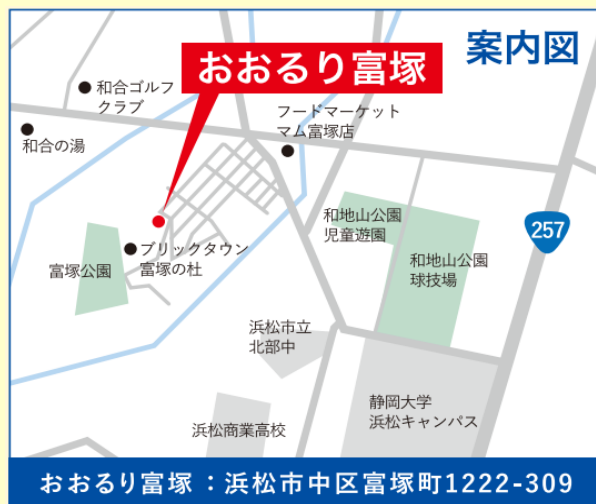 案内図
おおるり富塚
和合ゴルフ
クラブ
フードマーケット
マム富塚店
和合の湯
和地山公園
児童遊園
257
ブリックタウン
富塚の杜
富塚公園
和地山公園
球技場
浜松市立
北部中
静岡大学
浜松キャンパス
浜松商業高校
おおるり富塚：浜松市中区富塚町1222-309